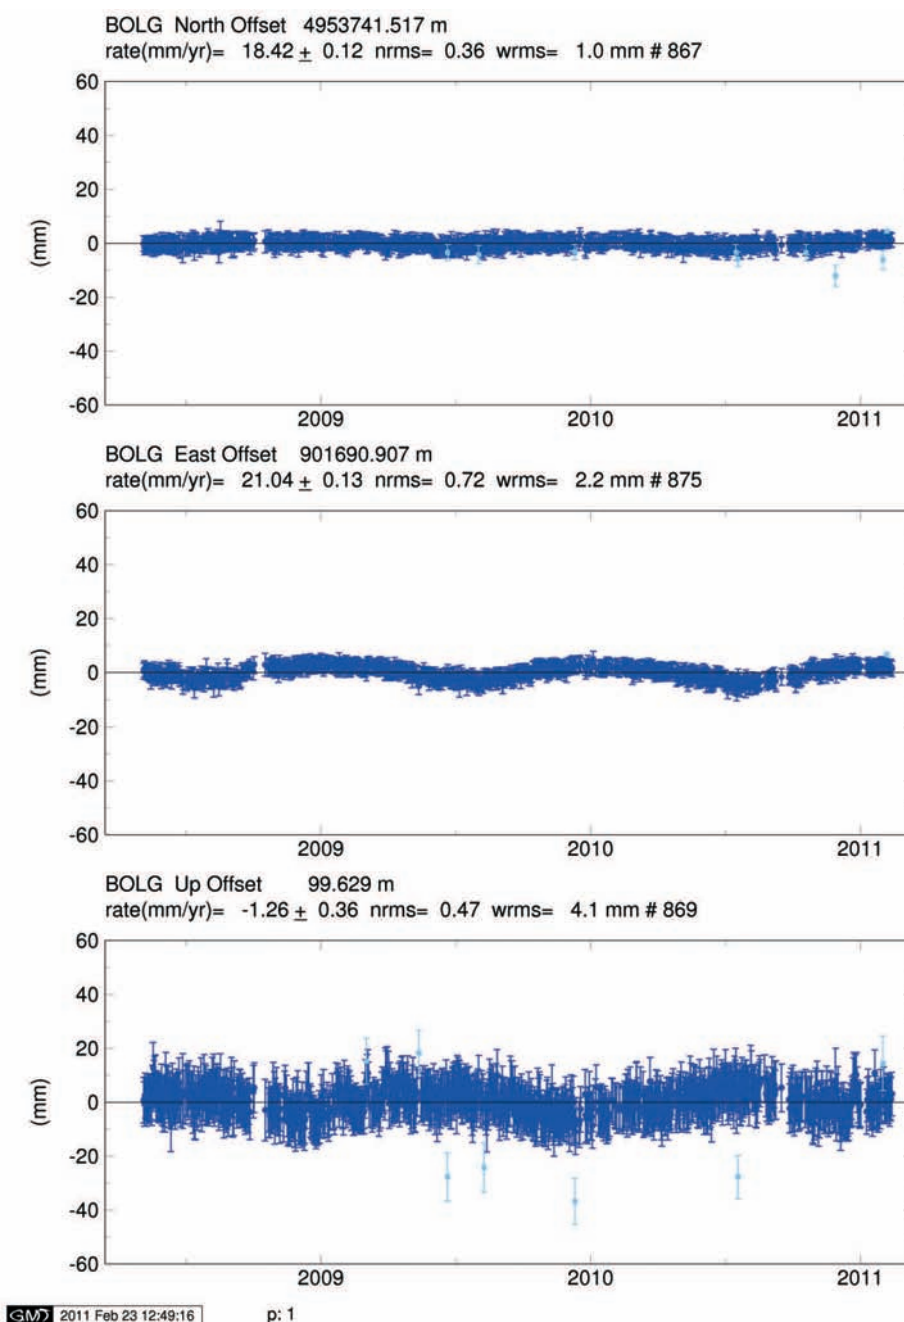 BOLG North Offset 4953741.517 m
rate(mm/yr)= 18.42 ± 0.12 nrms= 0.36 wrms= 1.0 mm # 867
60
40
20
0
-20
-40
-60
(mm)
2009 2010 2011
BOLG East Offset 901690.907 m
rate(mm/yr)= 21.04 ± 0.13 nrms= 0.72 wrms= 2.2 mm # 875
60
40
20
0
-20
-40
-60
(mm)
2009 2010 2011
BOLG Up Offset 99.629 m
rate(mm/yr)= -1.26 ± 0.36 nrms= 0.47 wrms= 4.1 mm # 869
60
40
20
0
-20
-40
-60
(mm)
2009 2010 2011
GMT 2011 Feb 23 12:49:16 p: 1